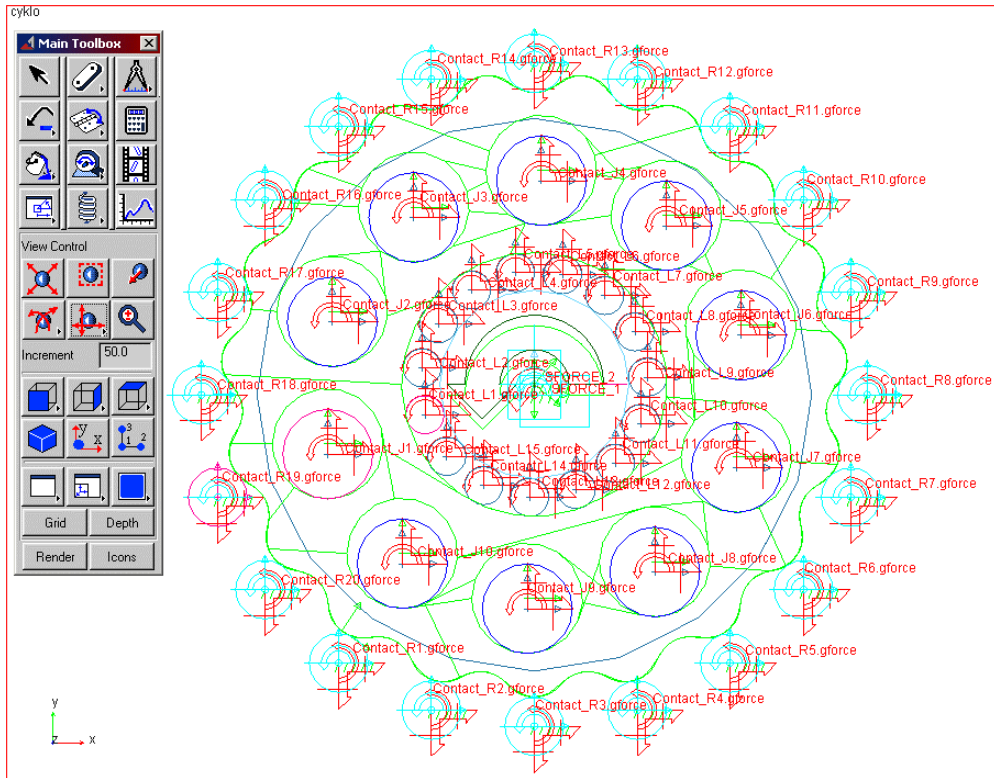 cyklo
Main Toolbox
View Control
Increment 50.0
Grid Depth
Render Icons
Contact_R13.gforce
Contact_R14.gforce
Contact_R12.gforce
Contact_R15.gforce
Contact_R11.gforce
Contact_J4.gforce
Contact_R16.gforce
Contact_J3.gforce
Contact_R10.gforce
Contact_J5.gforce
Contact_R17.gforce
Contact_L4.gforce
Contact_L7.gforce
Contact_R9.gforce
Contact_J2.gforce
Contact_L3.gforce
Contact_L8.gforce
Contact_J6.gforce
Contact_L2.gforce
Contact_L9.gforce
Contact_R18.gforce
SFORCE_2
SFORCE_1
Contact_R8.gforce
Contact_L1.gforce
Contact_L10.gforce
Contact_J1.gforce
Contact_L15.gforce
Contact_L11.gforce
Contact_J7.gforce
Contact_R19.gforce
Contact_L14.gforce
Contact_L12.gforce
Contact_R7.gforce
Contact_J10.gforce
Contact_J8.gforce
Contact_R20.gforce
Contact_J9.gforce
Contact_R6.gforce
Contact_R1.gforce
Contact_R5.gforce
Contact_R2.gforce
Contact_R3.gforce
Contact_R4.gforce
y
z x